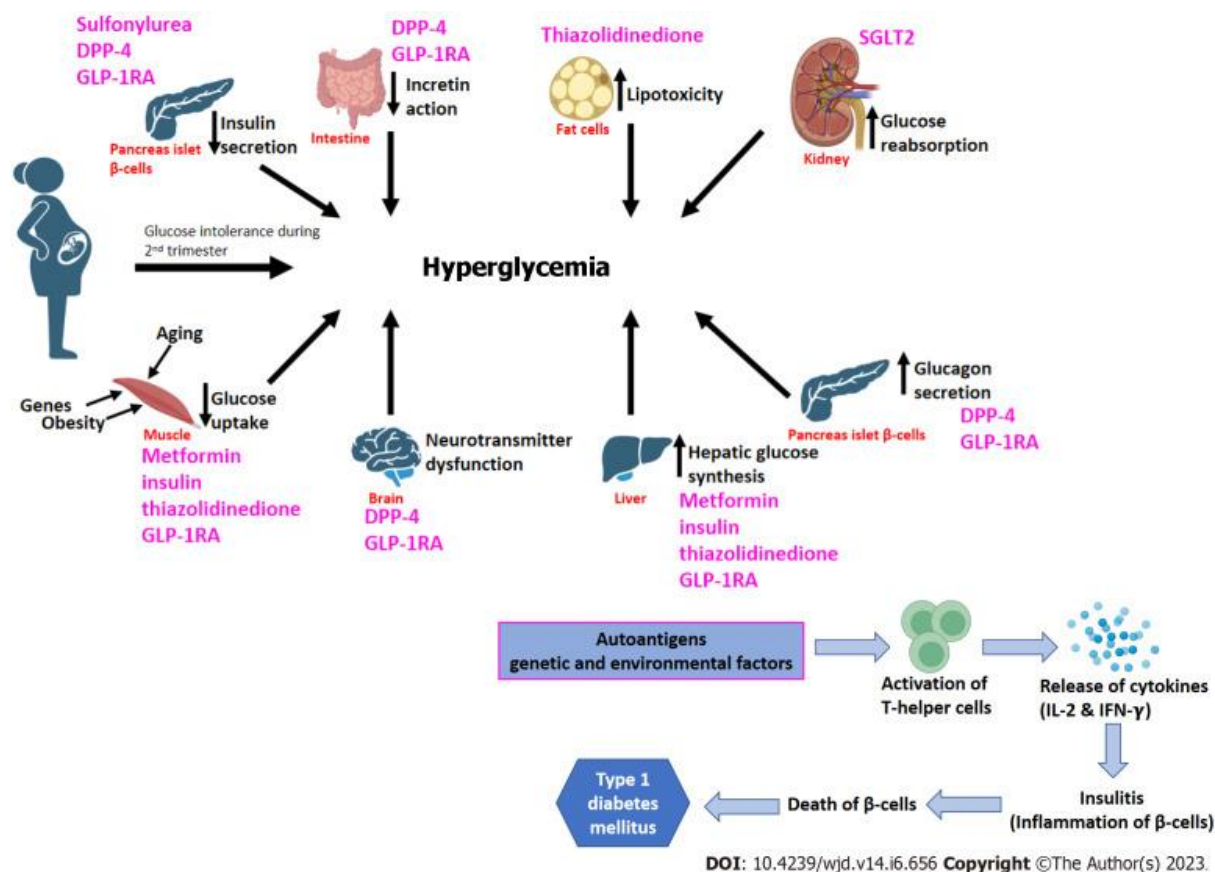 Sulfonylurea
DPP-4
GLP-1RA
Pancreas islet
β-cells
Insulin
secretion
DPP-4
GLP-1RA
Incretin
action
Intestine
Thiazolidinedione
Lipotoxicity
Fat cells
SGLT2
Glucose
reabsorption
Kidney
Glucose intolerance during
2nd trimester
Hyperglycemia
Aging
Genes
Obesity
Glucose
uptake
Muscle
Metformin
insulin
thiazolidinedione
GLP-1RA
Neurotransmitter
dysfunction
Brain
DPP-4
GLP-1RA
Hepatic glucose
synthesis
Liver
Metformin
insulin
thiazolidinedione
GLP-1RA
Glucagon
secretion
Pancreas islet β-cells
DPP-4
GLP-1RA
Autoantigens
genetic and environmental factors
Activation of
T-helper cells
Release of cytokines
(IL-2 & IFN-γ)
Insulitis
(Inflammation of β-cells)
Death of β-cells
Type 1
diabetes
mellitus
DOI: 10.4239/wjd.v14.i6.656 Copyright ©The Author(s) 2023.